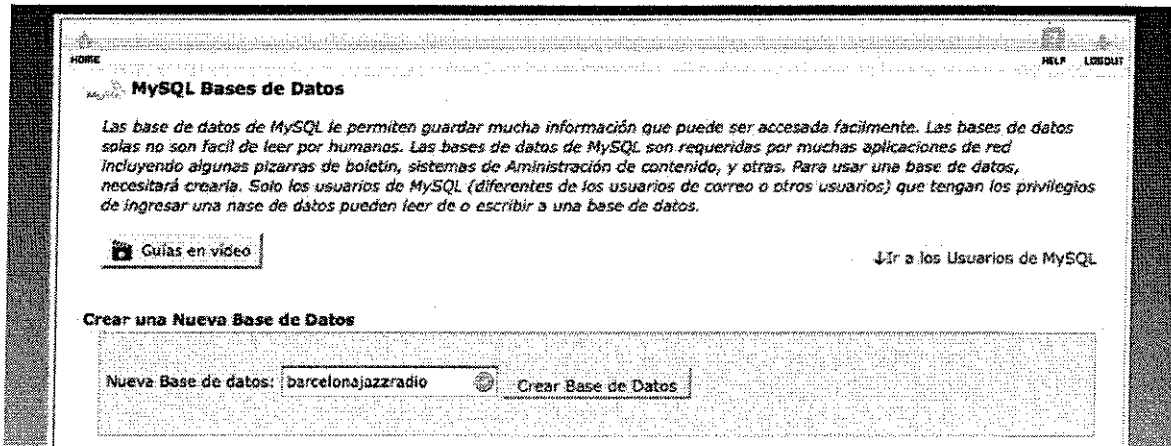 HOME
HELP LOGOUT
MySQL Bases de Datos
Las base de datos de MySQL le permiten guardar mucha información que puede ser accesada facilmente. Las bases de datos
solas no son facil de leer por humanos. Las bases de datos de MySQL son requeridas por muchas aplicaciones de red
incluyendo algunas pizarras de boletin, sistemas de Aministración de contenido, y otras. Para usar una base de datos,
necesitará crearla. Solo los usuarios de MySQL (diferentes de los usuarios de correo o otros usuarios) que tengan los privilegios
de ingresar una nase de datos pueden leer de o escribir a una base de datos.
Guías en video
↓Ir a los Usuarios de MySQL
Crear una Nueva Base de Datos
Nueva Base de datos: barcelonajazzradio Crear Base de Datos